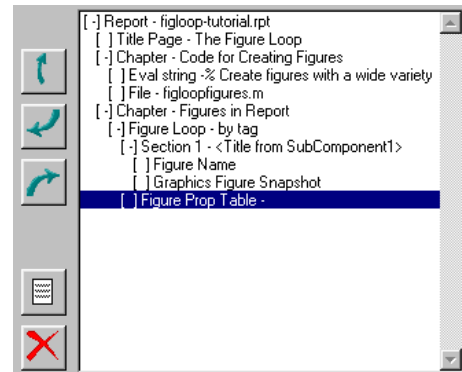 [-] Report - figloop-tutorial.rpt
[ ] Title Page - The Figure Loop
[-] Chapter - Code for Creating Figures
[ ] Eval string -% Create figures with a wide variety
[ ] File - figloopfigures.m
[-] Chapter - Figures in Report
[-] Figure Loop - by tag
[-] Section 1 - <Title from SubComponent1>
[ ] Figure Name
[ ] Graphics Figure Snapshot
[ ] Figure Prop Table -